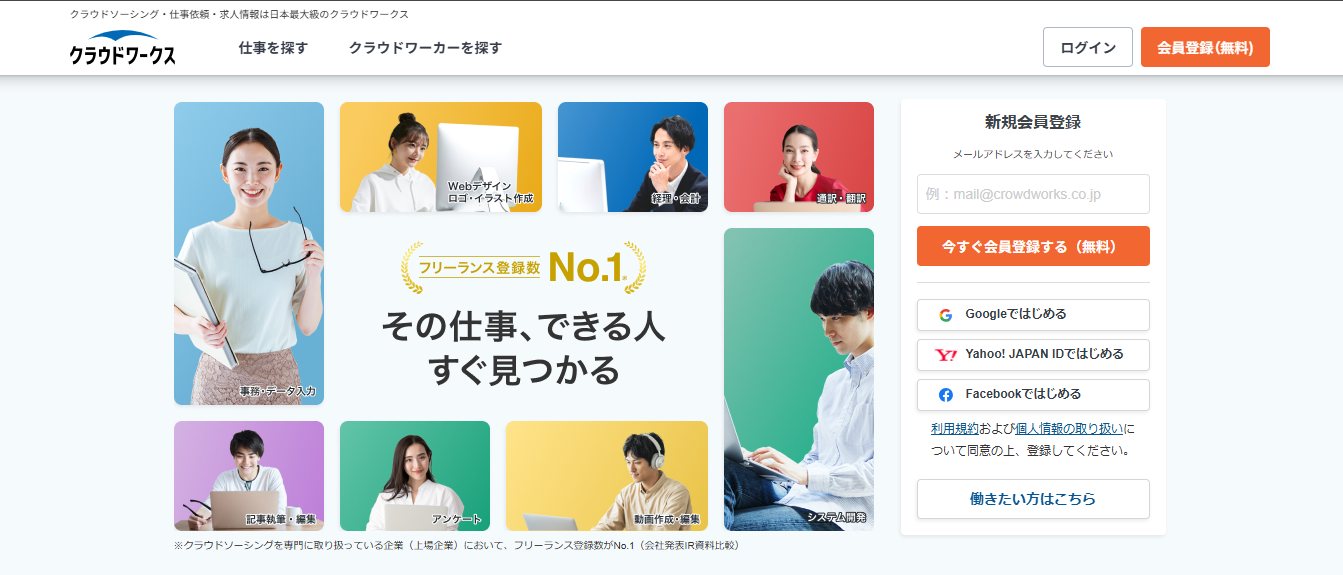 クラウドソーシング・仕事依頼・求人情報は日本最大級のクラウドワークス
クラウドワークス
仕事を探す
クラウドワーカーを探す
ログイン
会員登録(無料)
Webデザイン
ロゴ・イラスト作成
経理・会計
通訳・翻訳
フリーランス登録数
No.1※
その仕事、できる人
すぐ見つかる
事務・データ入力
システム開発
記事執筆・編集
アンケート
動画作成・編集
※クラウドソーシングを専門に取り扱っている企業（上場企業）において、フリーランス登録数がNo.1（会社発表IR資料比較）
新規会員登録
メールアドレスを入力してください
例：mail@crowdworks.co.jp
今すぐ会員登録する（無料）
Googleではじめる
Y! Yahoo! JAPAN IDではじめる
Facebookではじめる
利用規約および個人情報の取り扱いに
ついて同意の上、登録してください。
働きたい方はこちら